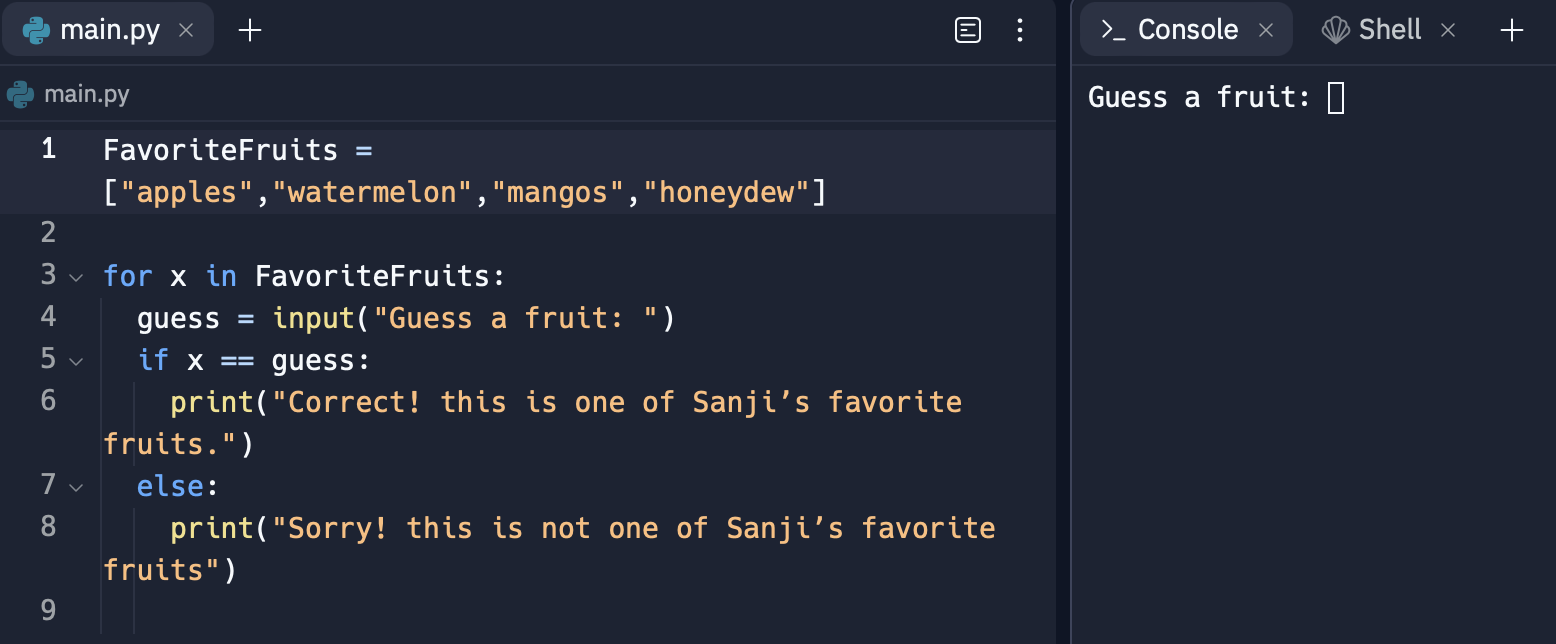 main.py
main.py
1 FavoriteFruits =
["apples","watermelon","mangos","honeydew"]
2
3 for x in FavoriteFruits:
4 guess = input("Guess a fruit: ")
5 if x == guess:
6 print("Correct! this is one of Sanji’s favorite
fruits.")
7 else:
8 print("Sorry! this is not one of Sanji’s favorite
fruits")
9
>_ Console
Shell
Guess a fruit: